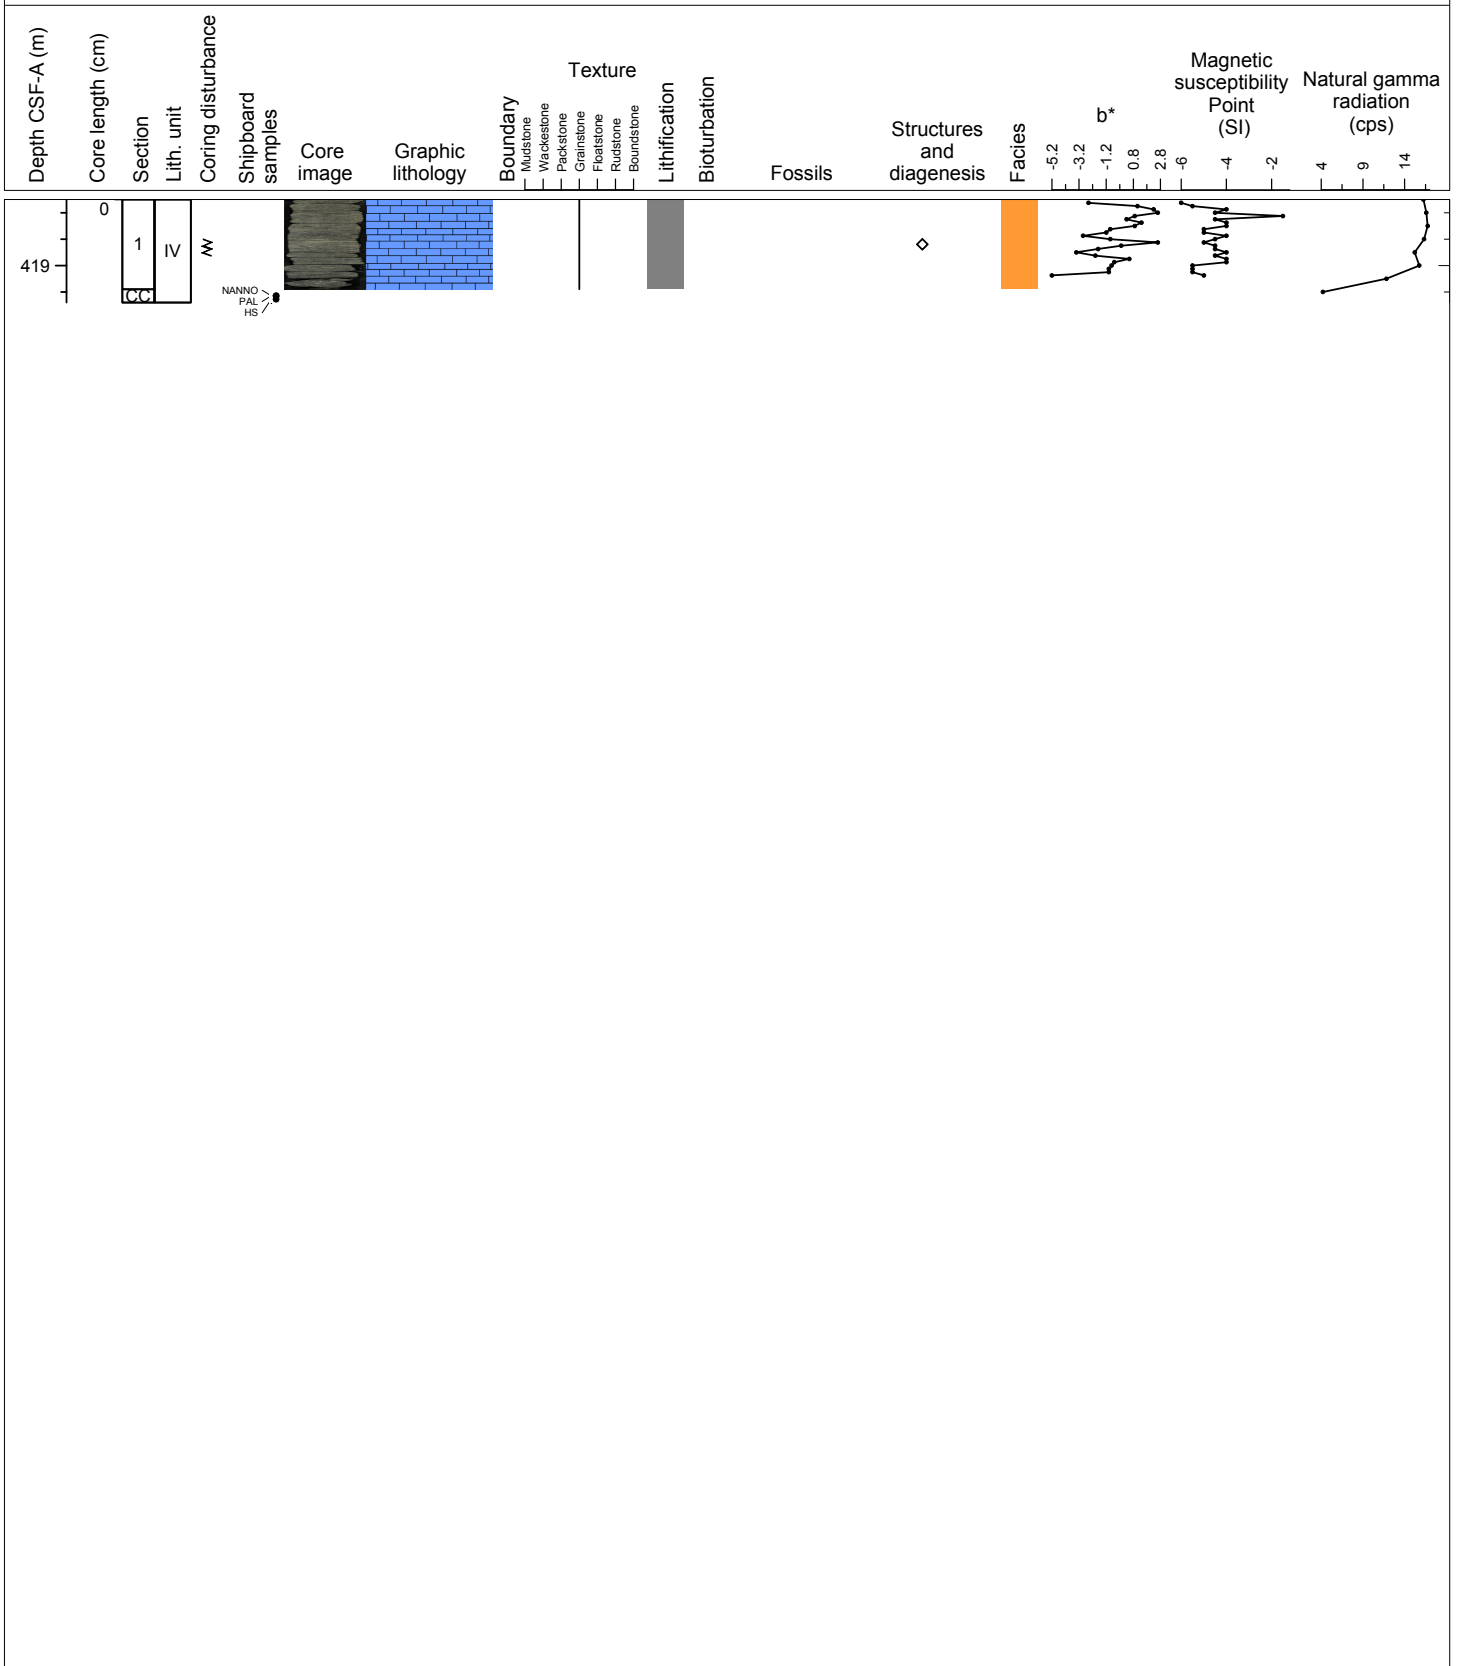 Depth CSF-A (m)
Core length (cm)
Section
Lith. unit
Coring disturbance
Shipboard
samples
Core
image
Graphic
lithology
Boundary
Texture
Mudstone
Wackestone
Packstone
Grainstone
Floatstone
Rudstone
Boundstone
Lithification
Bioturbation
Fossils
Structures
and
diagenesis
Facies
b*
-5.2
-3.2
-1.2
0.8
2.8
Magnetic
susceptibility
Point
(SI)
-6
-4
-2
Natural gamma
radiation
(cps)
4
9
14
0
419
1
CC
IV
NANNO
PAL
HS